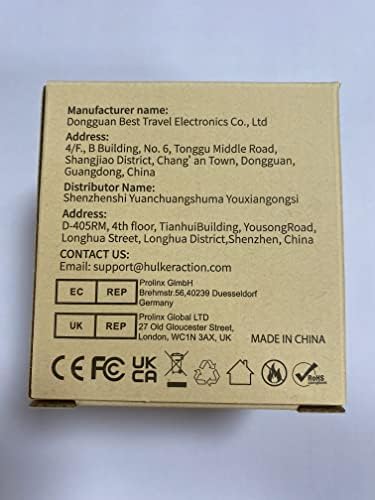 Manufacturer name:
Dongguan Best Travel Electronics Co., Ltd
Address:
4/F., B Building, No. 6, Tonggu Middle Road,
Shangjiao District, Chang' an Town, Dongguan,
Guangdong, China
Distributor Name:
Shenzhenshi Yuanchuangshuma Youxiangongsi
Address:
D-405RM, 4th floor, TianhuiBuilding, YousongRoad,
Longhua Street, Longhua District,Shenzhen, China
CONTACT US:
Email: support@hulkeraction.com
EC REP
Prolinx GmbH
Brehmstr.56,40239 Duesseldorf
Germany
UK REP
Prolinx Global LTD
27 Old Gloucester Street,
London, WC1N 3AX, UK
MADE IN CHINA
CE FC UK
CA
RoHS